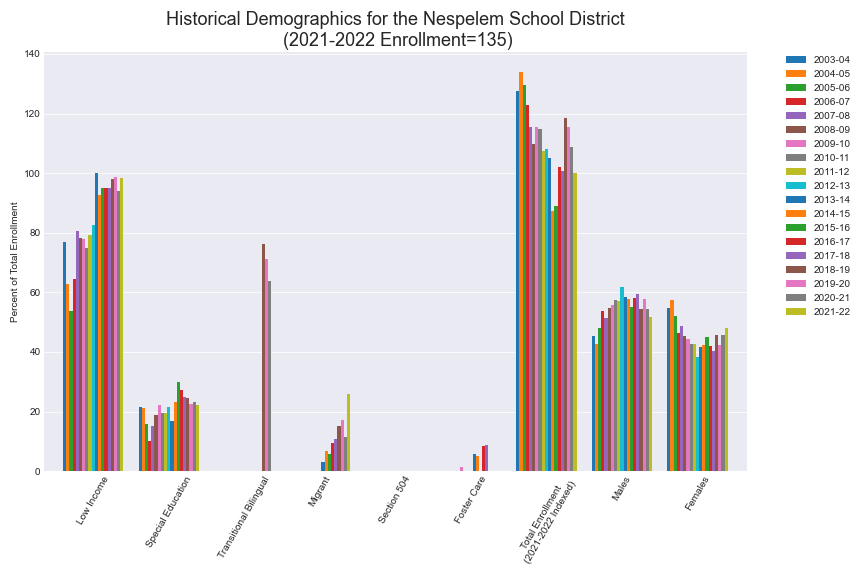 Historical Demographics for the Nespelem School District
(2021-2022 Enrollment=135)
Percent of Total Enrollment
140
120
100
80
60
40
20
0
Low Income
Special Education
Transitional Bilingual
Migrant
Section 504
Foster Care
Total Enrollment
(2021-2022 Indexed)
Males
Females
2003-04
2004-05
2005-06
2006-07
2007-08
2008-09
2009-10
2010-11
2011-12
2012-13
2013-14
2014-15
2015-16
2016-17
2017-18
2018-19
2019-20
2020-21
2021-22